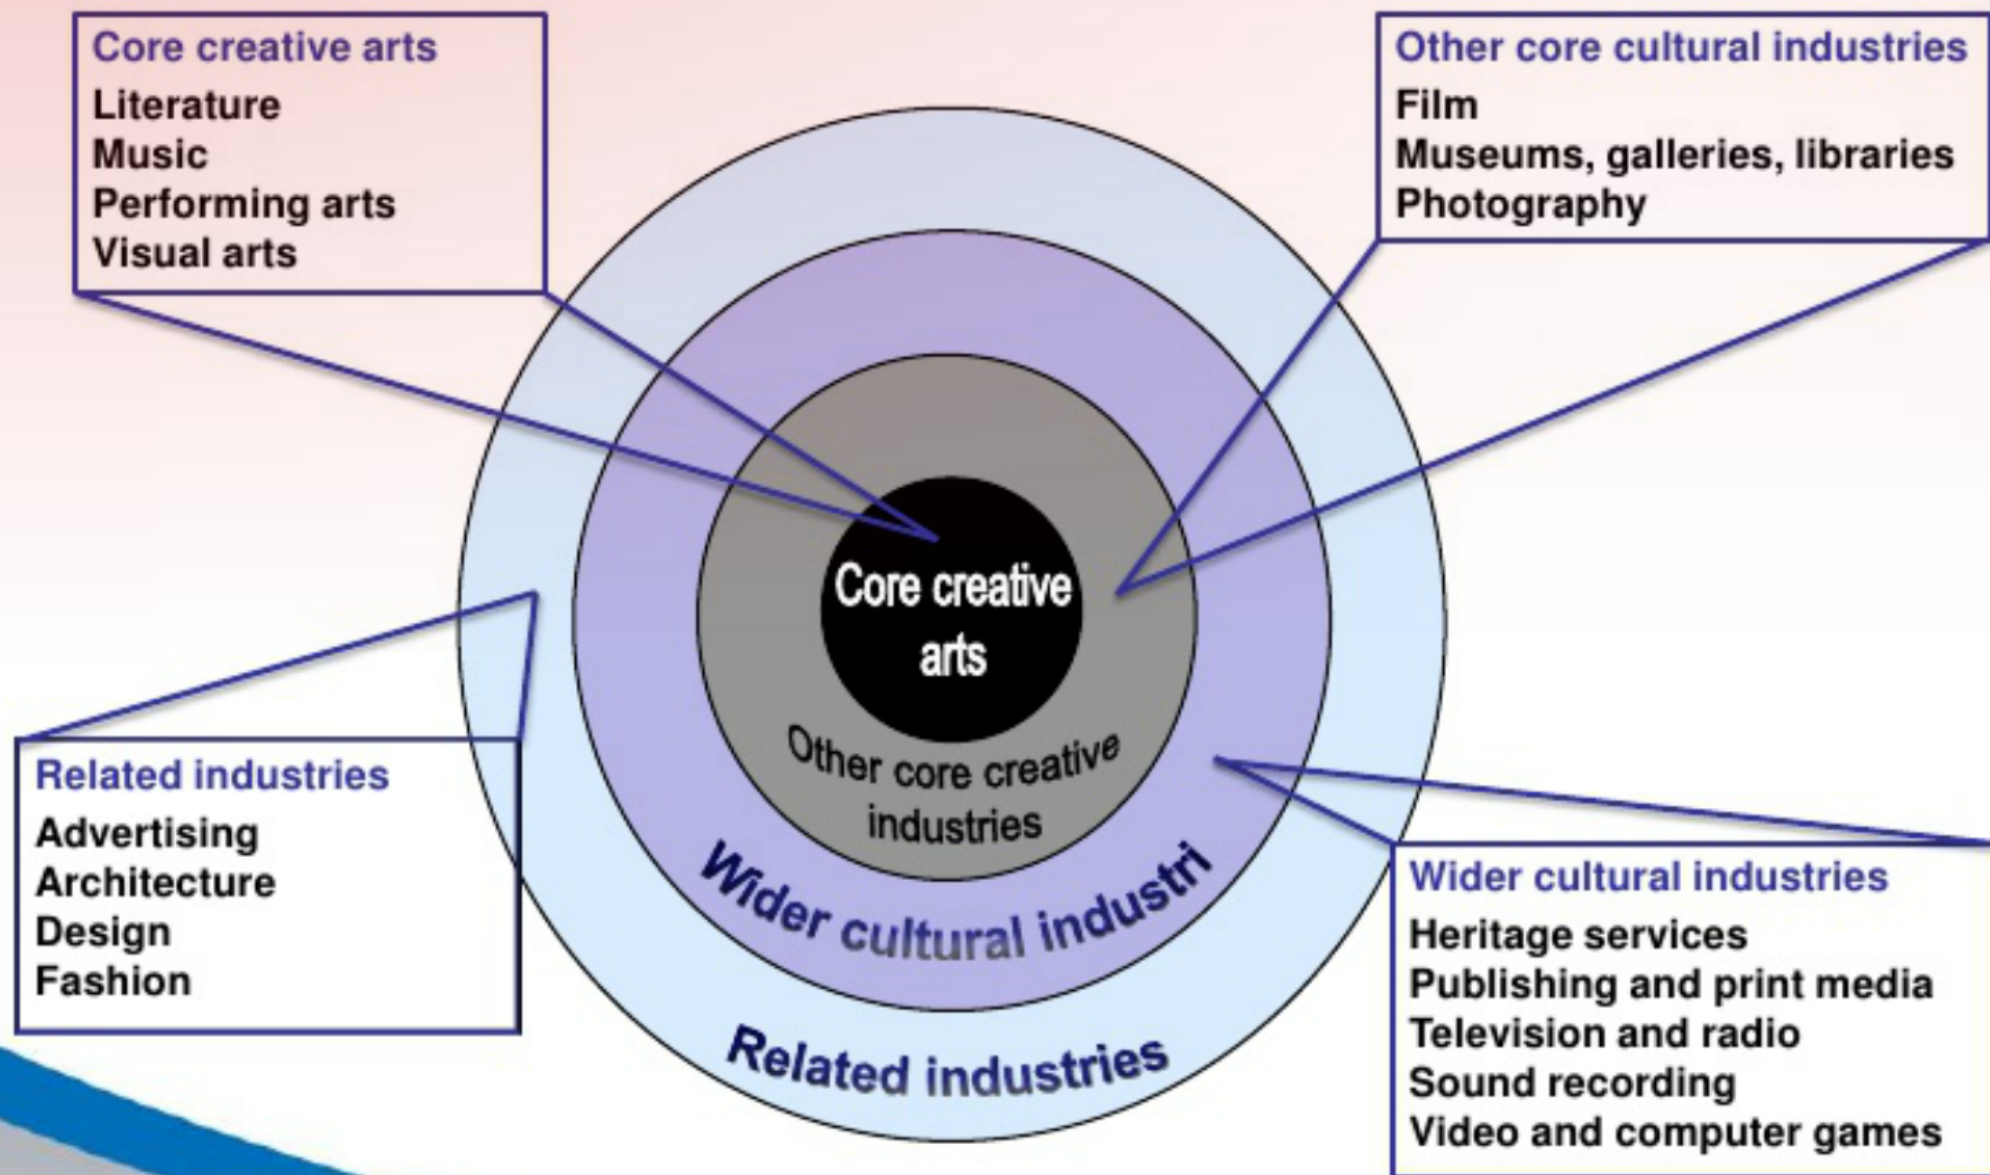 Core creative arts
Literature
Music
Performing arts
Visual arts
Other core cultural industries
Film
Museums, galleries, libraries
Photography
Core creative
arts
Other core creative
industries
Wider cultural industri
Related industries
Related industries
Advertising
Architecture
Design
Fashion
Wider cultural industries
Heritage services
Publishing and print media
Television and radio
Sound recording
Video and computer games